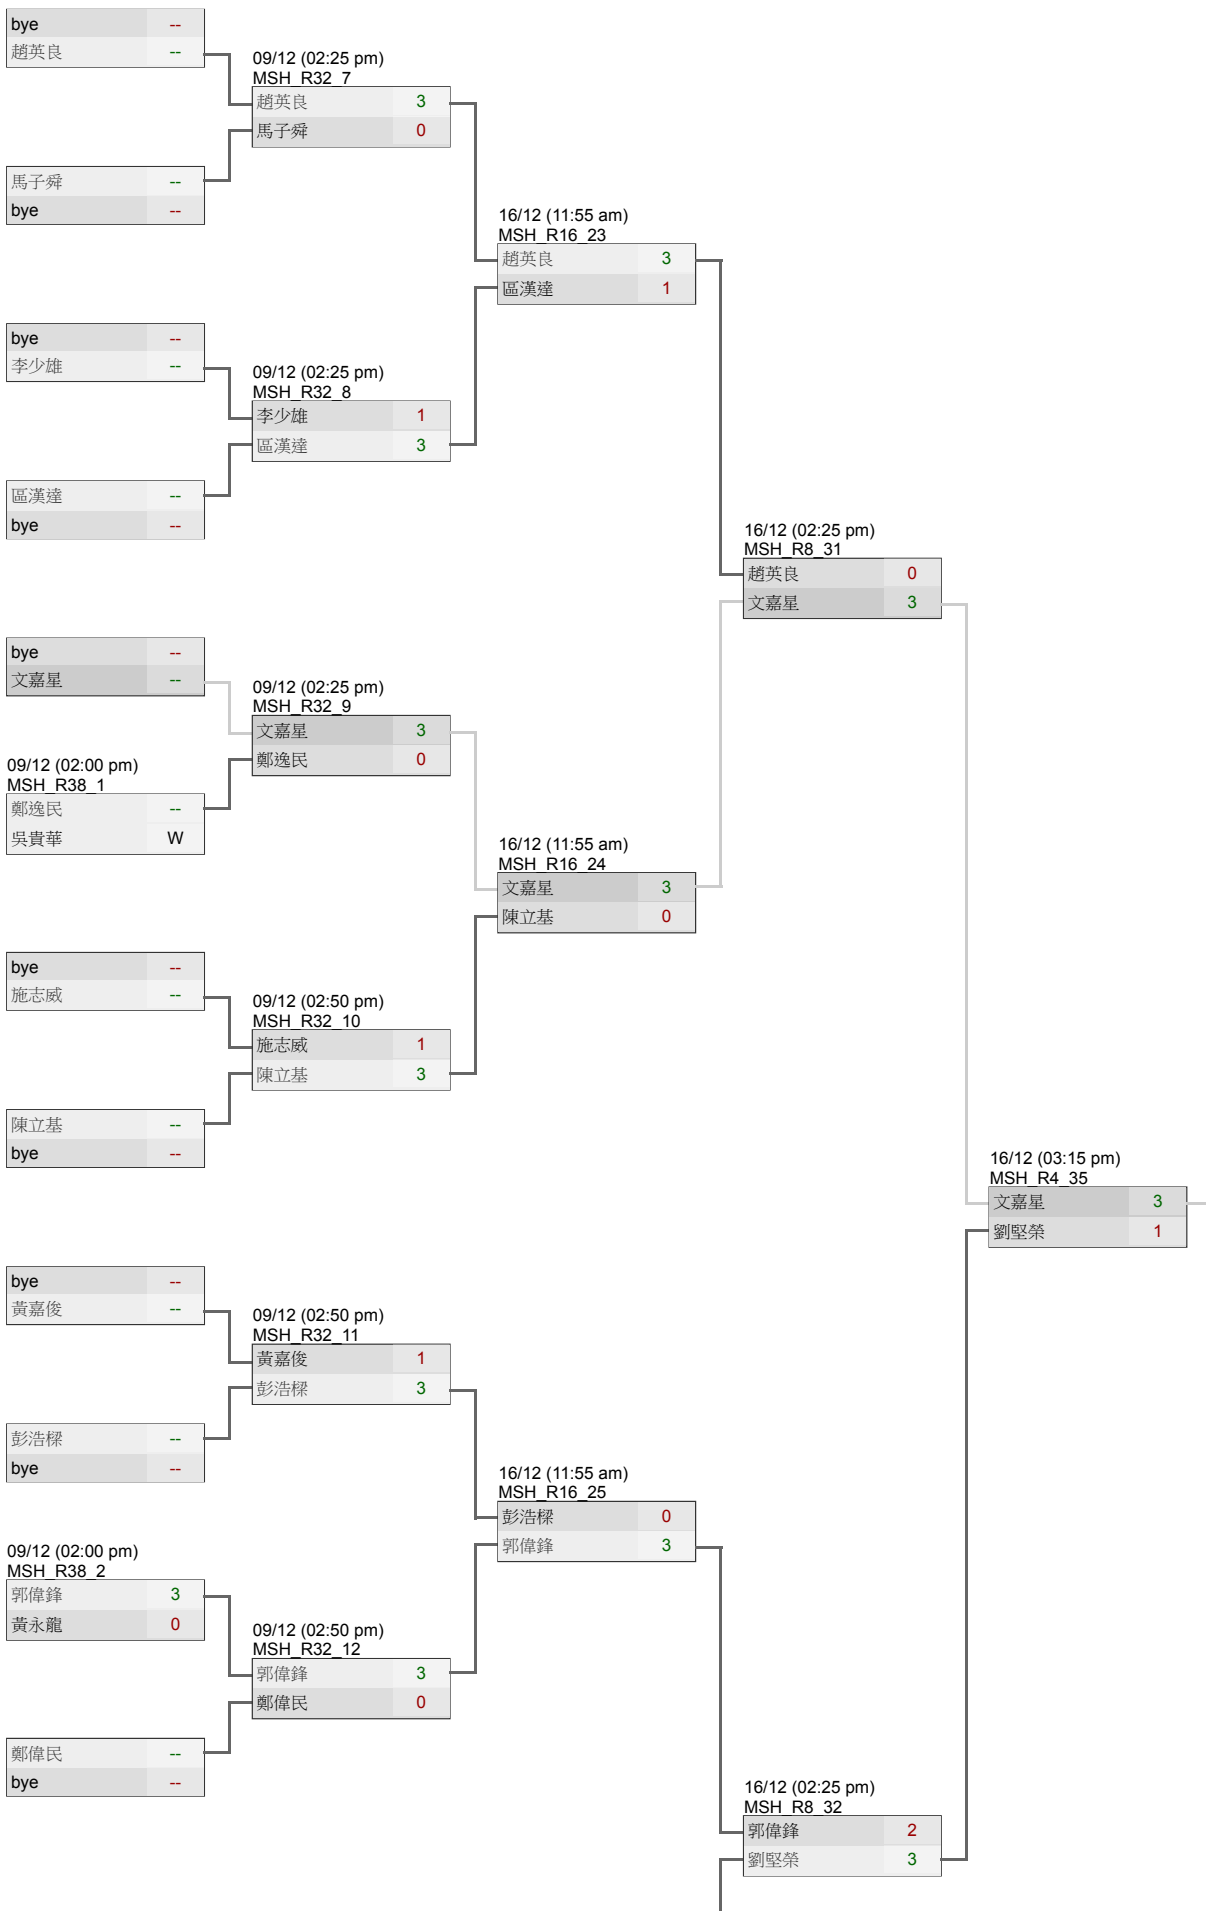 bye --
趙英良 --
09/12 (02:25 pm)
MSH_R32_7
趙英良 3
馬子舜 0
馬子舜 --
bye --
16/12 (11:55 am)
MSH_R16_23
趙英良 3
區漢達 1
bye --
李少雄 --
09/12 (02:25 pm)
MSH_R32_8
李少雄 1
區漢達 3
區漢達 --
bye --
16/12 (02:25 pm)
MSH_R8_31
趙英良 0
文嘉星 3
bye --
文嘉星 --
09/12 (02:25 pm)
MSH_R32_9
文嘉星 3
鄭逸民 0
09/12 (02:00 pm)
MSH_R38_1
鄭逸民 --
吳貴華 W
16/12 (11:55 am)
MSH_R16_24
文嘉星 3
陳立基 0
bye --
施志威 --
09/12 (02:50 pm)
MSH_R32_10
施志威 1
陳立基 3
陳立基 --
bye --
16/12 (03:15 pm)
MSH_R4_35
文嘉星 3
劉堅榮 1
bye --
黃嘉俊 --
09/12 (02:50 pm)
MSH_R32_11
黃嘉俊 1
彭浩樑 3
彭浩樑 --
bye --
16/12 (11:55 am)
MSH_R16_25
彭浩樑 0
郭偉鋒 3
09/12 (02:00 pm)
MSH_R38_2
郭偉鋒 3
黃永龍 0
09/12 (02:50 pm)
MSH_R32_12
郭偉鋒 3
鄭偉民 0
鄭偉民 --
bye --
16/12 (02:25 pm)
MSH_R8_32
郭偉鋒 2
劉堅榮 3